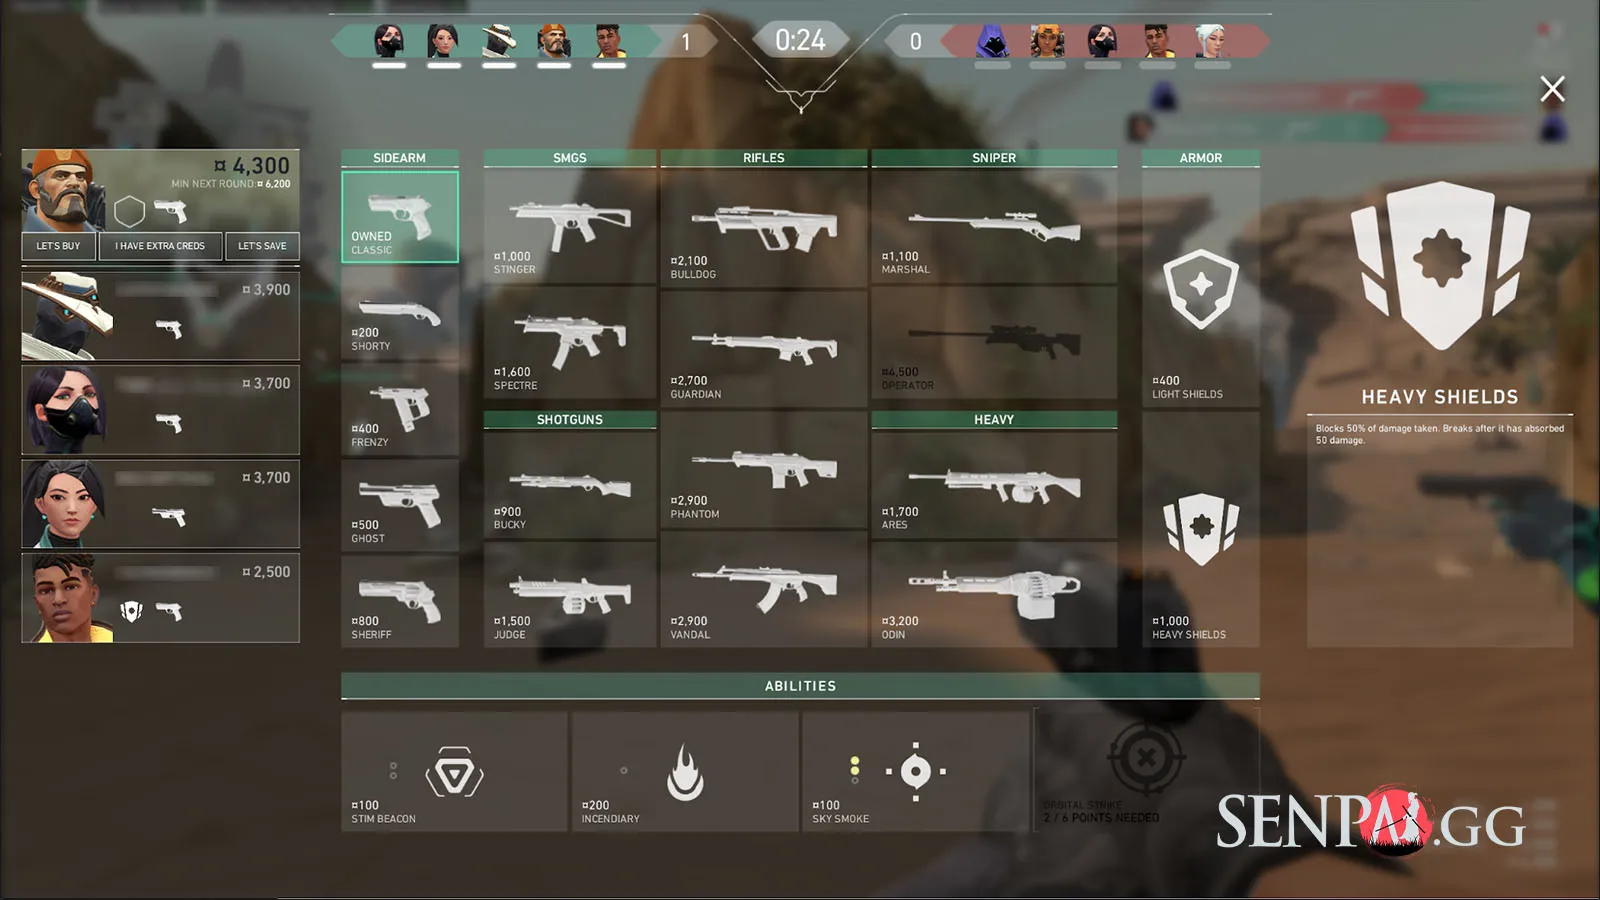 1
0:24
0
¤ 4,300
MIN NEXT ROUND: ¤ 6,200
LET'S BUY
I HAVE EXTRA CREDS
LET'S SAVE
¤ 3,900
¤ 3,700
¤ 3,700
¤ 2,500
SIDEARM
OWNED
CLASSIC
¤200
SHORTY
¤400
FRENZY
¤500
GHOST
¤800
SHERIFF
SMGS
¤1,000
STINGER
¤1,600
SPECTRE
SHOTGUNS
¤900
BUCKY
¤1,500
JUDGE
RIFLES
¤2,100
BULLDOG
¤2,700
GUARDIAN
¤2,900
PHANTOM
¤2,900
VANDAL
SNIPER
¤1,100
MARSHAL
¤4,500
OPERATOR
HEAVY
¤1,700
ARES
¤3,200
ODIN
ARMOR
¤400
LIGHT SHIELDS
¤1,000
HEAVY SHIELDS
HEAVY SHIELDS
Blocks 50% of damage taken. Breaks after it has absorbed
50 damage.
ABILITIES
¤100
STIM BEACON
¤200
INCENDIARY
¤100
SKY SMOKE
ORBITAL STRIKE
2 / 6 POINTS NEEDED
SENPAI.GG